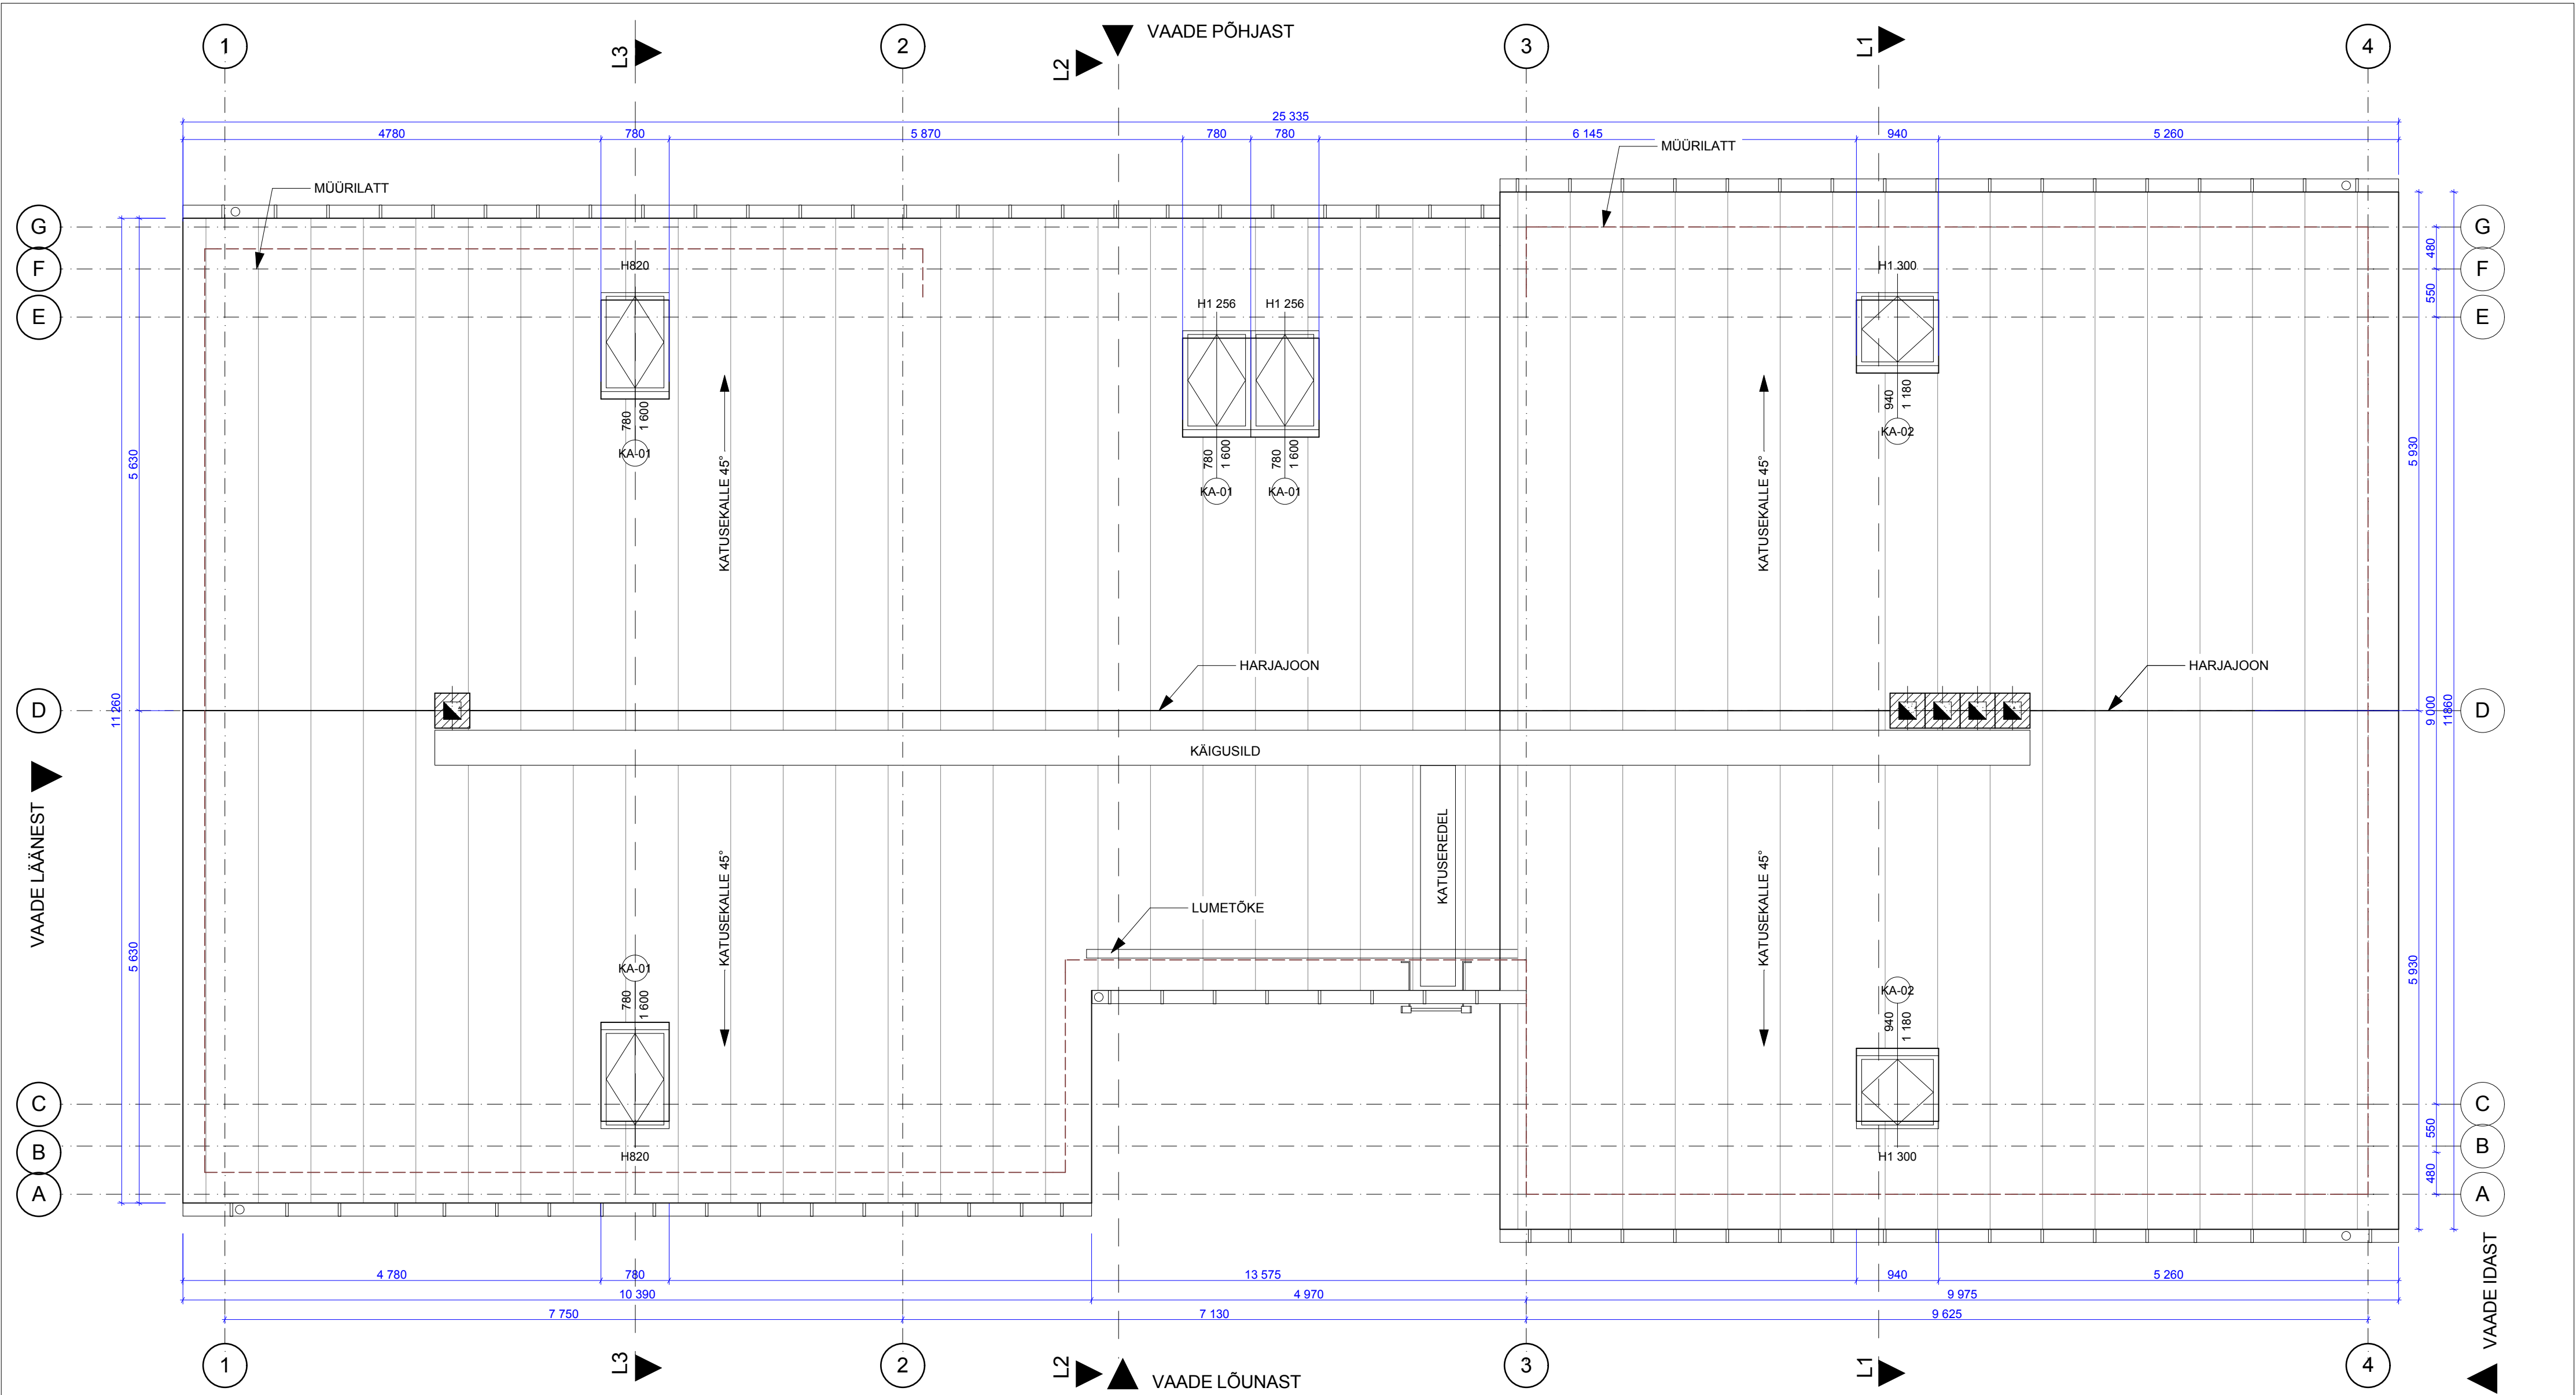 VAADE PÕHJAST
1
L3
2
L2
3
L1
4
25 335
4780
780
5 870
780
780
6 145
940
5 260
MÜÜRILATT
MÜÜRILATT
G
G
F
F
E
E
480
550
H820
H1 300
H1 256
H1 256
780
1 600
KA-01
780
1 600
KA-01
780
1 600
KA-01
940
1 180
KA-02
KATUSEKALLE 45°
KATUSEKALLE 45°
5 630
5 930
HARJAJOON
HARJAJOON
D
D
11 260
9 000
11860
KÄIGUSILD
VAADE LÄÄNEST
KATUSEREDEL
KATUSEKALLE 45°
KATUSEKALLE 45°
LUMETÕKE
5 630
5 930
KA-01
780
1 600
KA-02
940
1 180
C
C
B
B
A
A
550
480
H820
H1 300
VAADE IDAST
4 780
780
13 575
940
5 260
10 390
4 970
9 975
7 750
7 130
9 625
1
L3
2
L2
VAADE LÕUNAST
3
L1
4